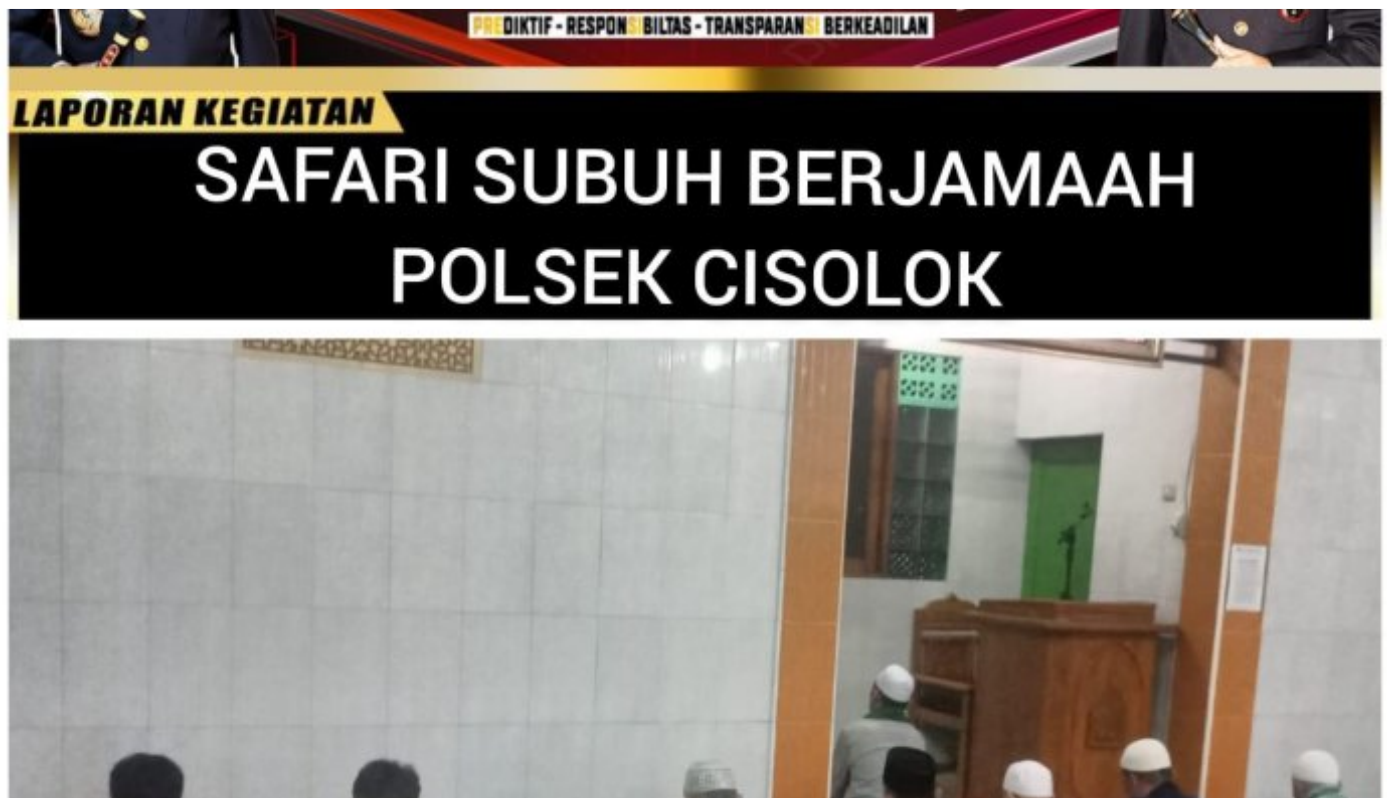 PREDIKTIF - RESPONSIBILTAS - TRANSPARANSI BERKEADILAN
LAPORAN KEGIATAN
SAFARI SUBUH BERJAMAAH
POLSEK CISOLOK